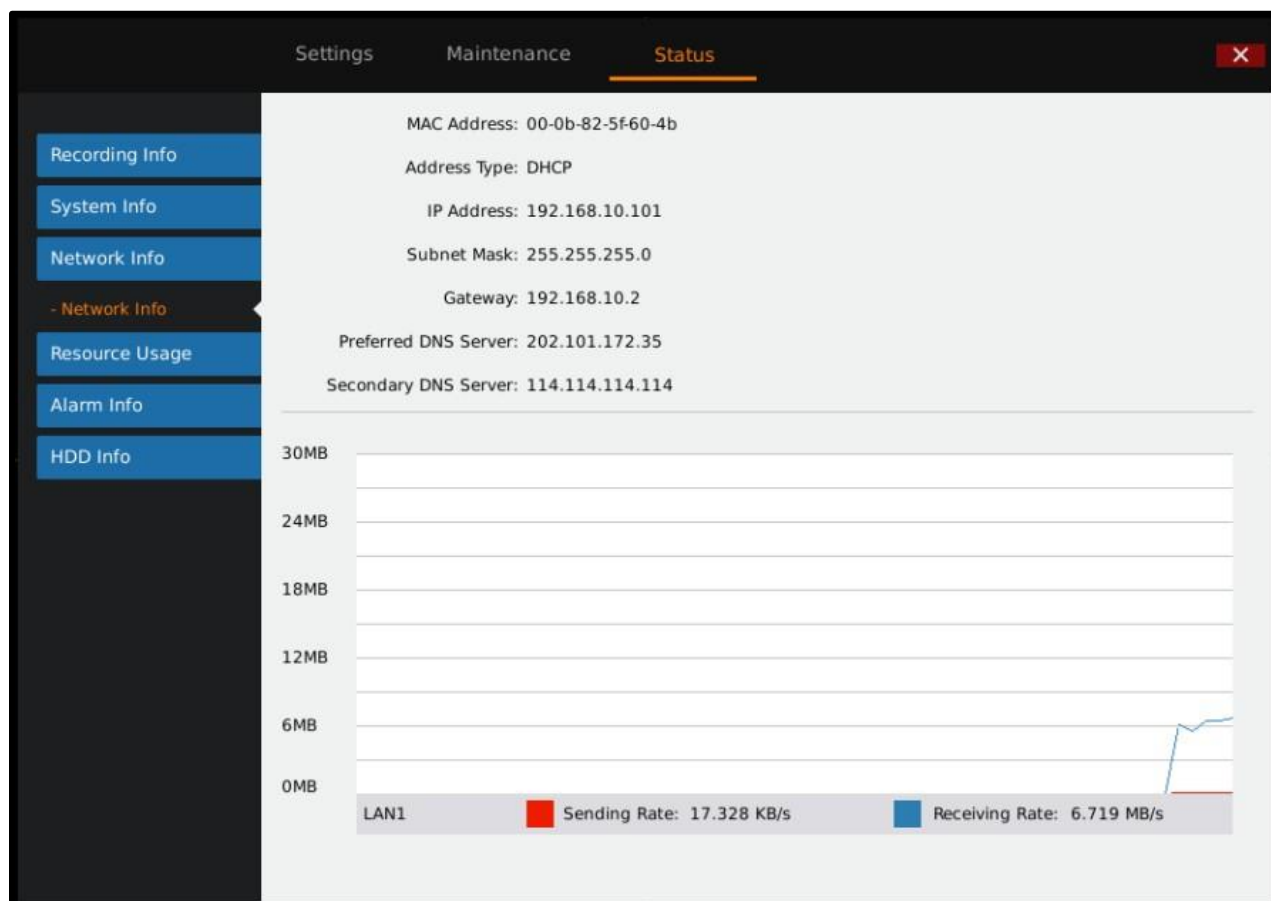 Settings Maintenance Status
Recording Info
System Info
Network Info
- Network Info
Resource Usage
Alarm Info
HDD Info
MAC Address: 00-0b-82-5f-60-4b
Address Type: DHCP
IP Address: 192.168.10.101
Subnet Mask: 255.255.255.0
Gateway: 192.168.10.2
Preferred DNS Server: 202.101.172.35
Secondary DNS Server: 114.114.114.114
30MB
24MB
18MB
12MB
6MB
0MB
LAN1 Sending Rate: 17.328 KB/s Receiving Rate: 6.719 MB/s